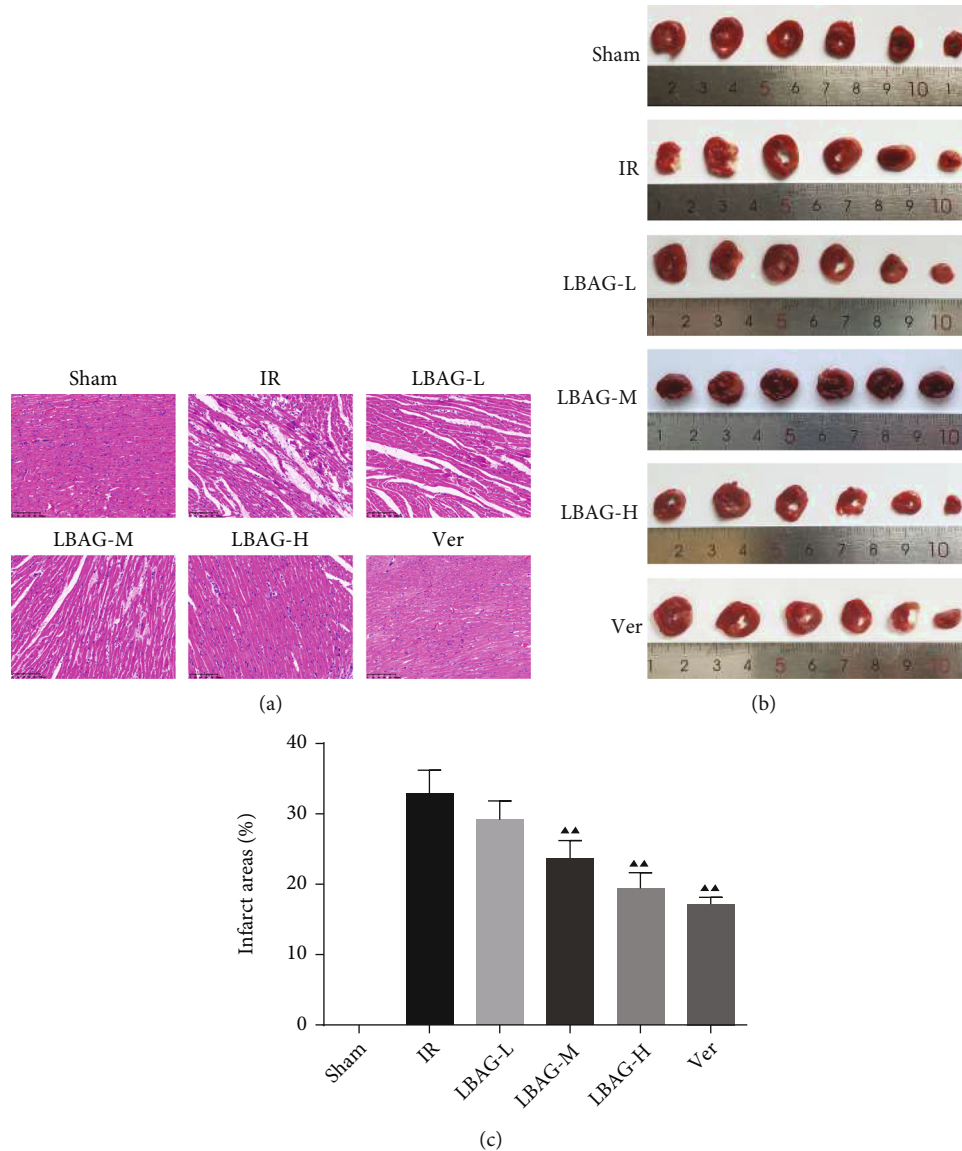 Sham
2 3 4 5 6 7 8 9 10 1
IR
1 2 3 4 5 6 7 8 9 10
LBAG-L
1 2 3 4 5 6 7 8 9 10
LBAG-M
1 2 3 4 5 6 7 8 9 10
LBAG-H
2 3 4 5 6 7 8 9 10
Ver
1 2 3 4 5 6 7 8 9 10
(b)
Sham IR LBAG-L
LBAG-M LBAG-H Ver
(a)
Infarct areas (%)
40
30
20
10
0
▲▲ ▲▲ ▲▲
Sham IR LBAG-L LBAG-M LBAG-H Ver
(c)